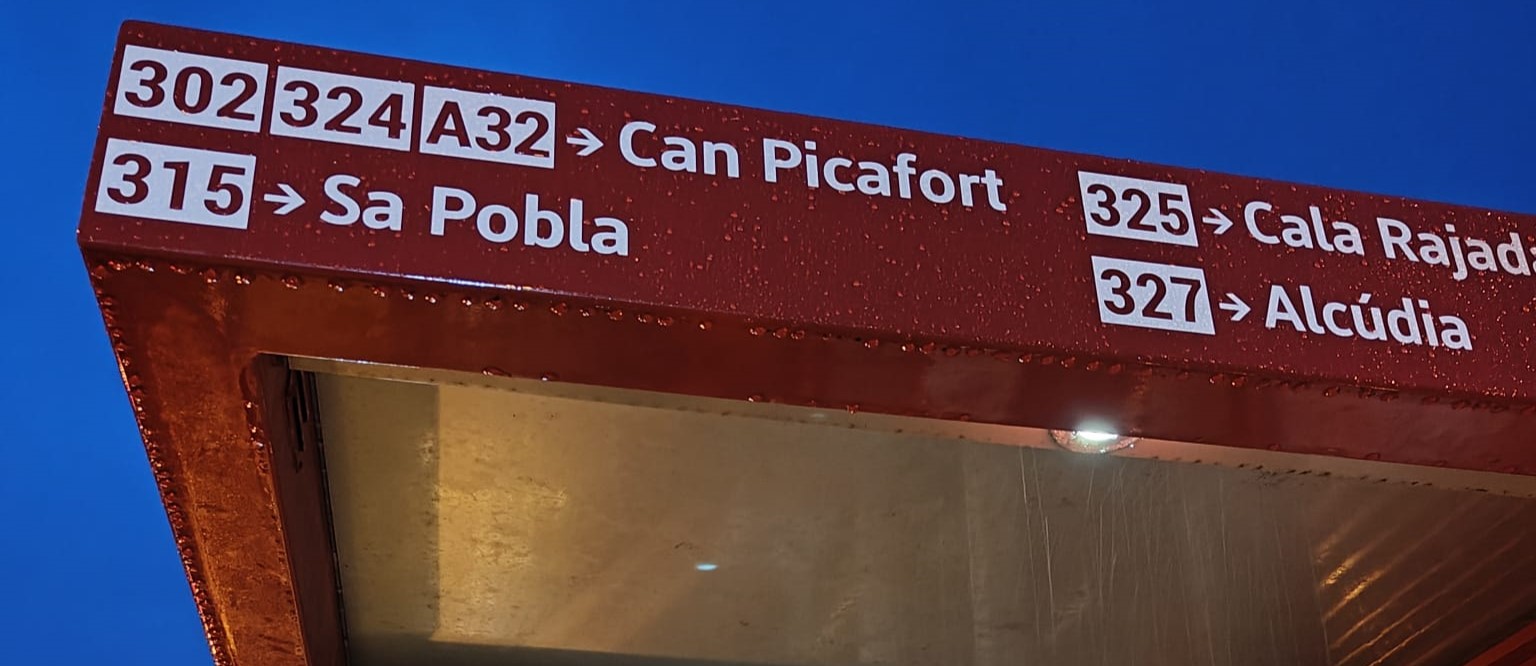 302 324 A32 → Can Picafort
315 → Sa Pobla
325 → Cala Rajada
327 → Alcúdia